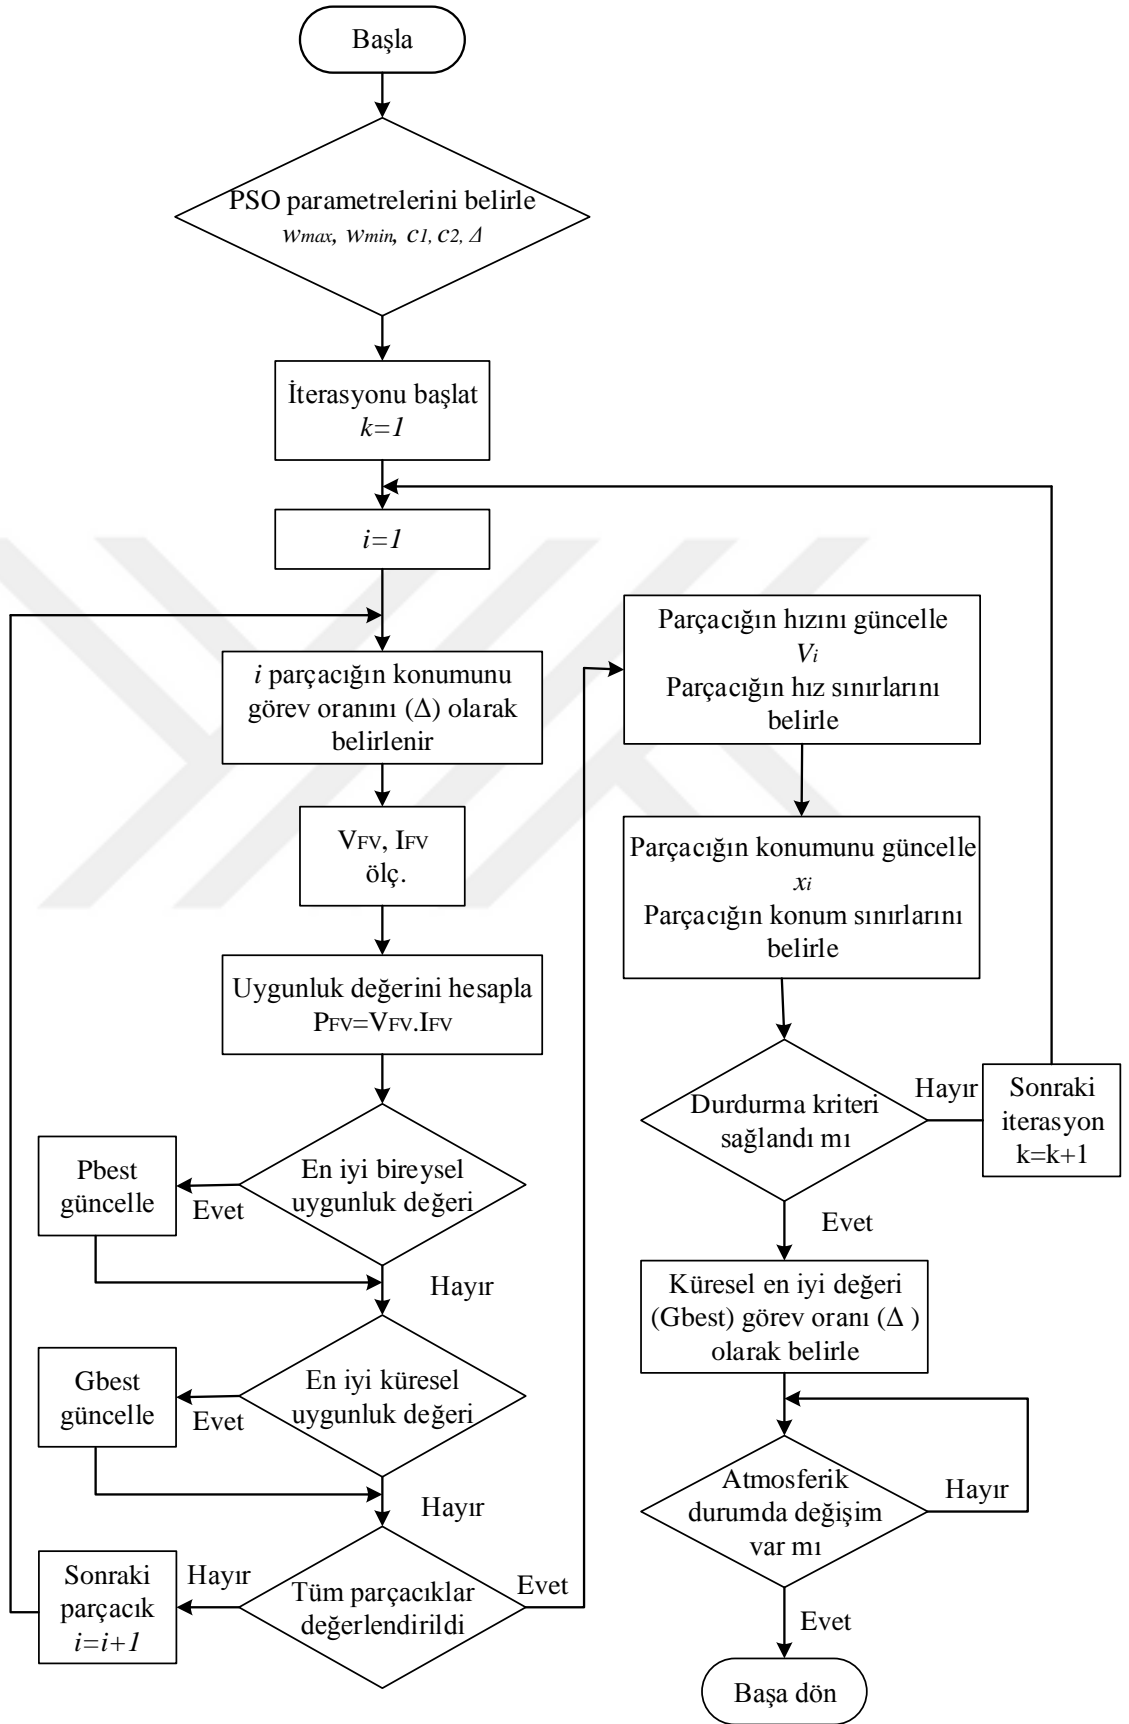 Başla
PSO parametrelerini belirle
wmax, wmin, c1, c2, Δ
İterasyonu başlat
k=1
i=1
i parçacığın konumunu
görev oranını (Δ) olarak
belirlenir
VFV, IFV
ölç.
Uygunluk değerini hesapla
PFV=VFV.IFV
En iyi bireysel
uygunluk değeri
Evet
Pbest
güncelle
Hayır
En iyi küresel
uygunluk değeri
Evet
Gbest
güncelle
Hayır
Tüm parçacıklar
değerlendirildi
Hayır
Sonraki
parçacık
i=i+1
Evet
Parçacığın hızını güncelle
Vi
Parçacığın hız sınırlarını
belirle
Parçacığın konumunu güncelle
xi
Parçacığın konum sınırlarını
belirle
Durdurma kriteri
sağlandı mı
Hayır
Sonraki
iterasyon
k=k+1
Evet
Küresel en iyi değeri
(Gbest) görev oranı (Δ )
olarak belirle
Atmosferik
durumda değişim
var mı
Hayır
Evet
Başa dön